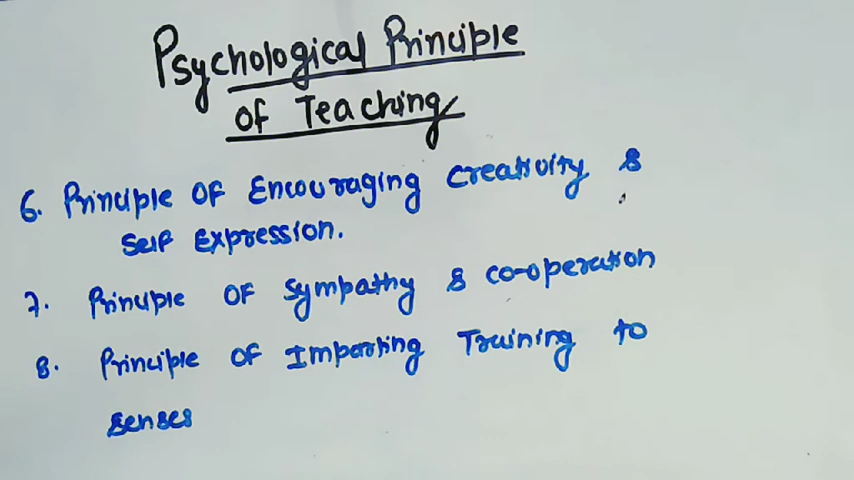 Psychological Principle
of Teaching
6. Principle of Encouraging creativity &
Self Expression.
7. Principle of Sympathy & co-operation
8. Principle of Imparting Training to
senses